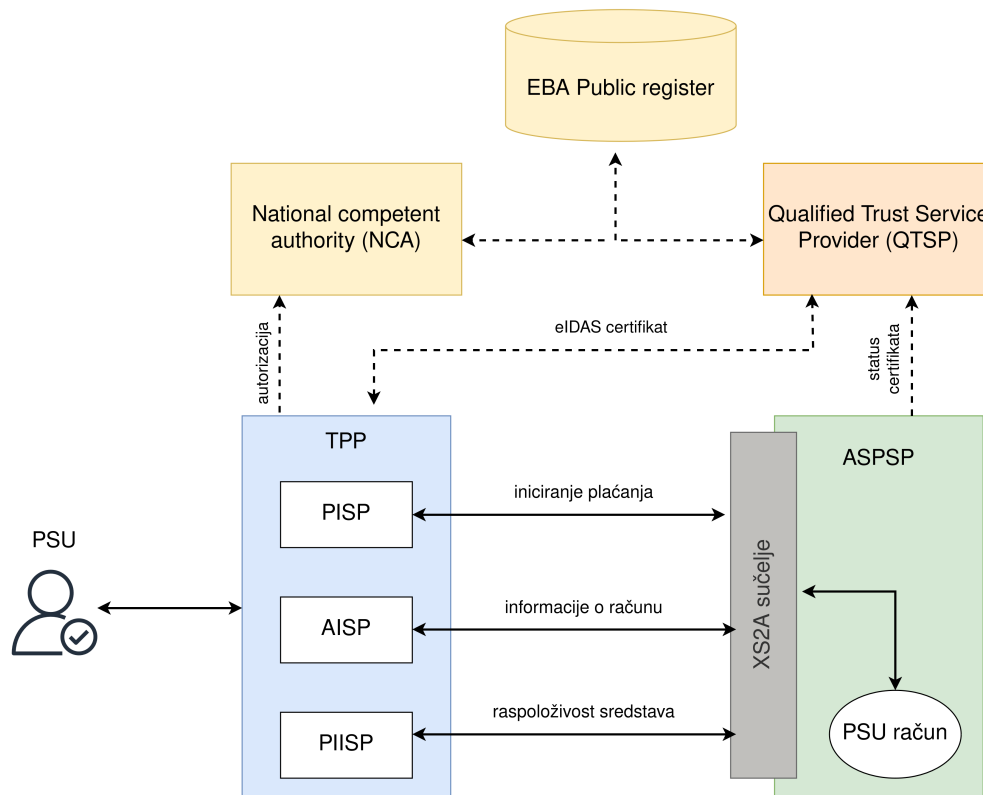 EBA Public register
National competent
authority (NCA)
Qualified Trust Service
Provider (QTSP)
autorizacija
eIDAS certifikat
status
certifikata
TPP
ASPSP
PISP
iniciranje plaćanja
PSU
XS2A sučelje
AISP
informacije o računu
PIISP
raspoloživost sredstava
PSU račun